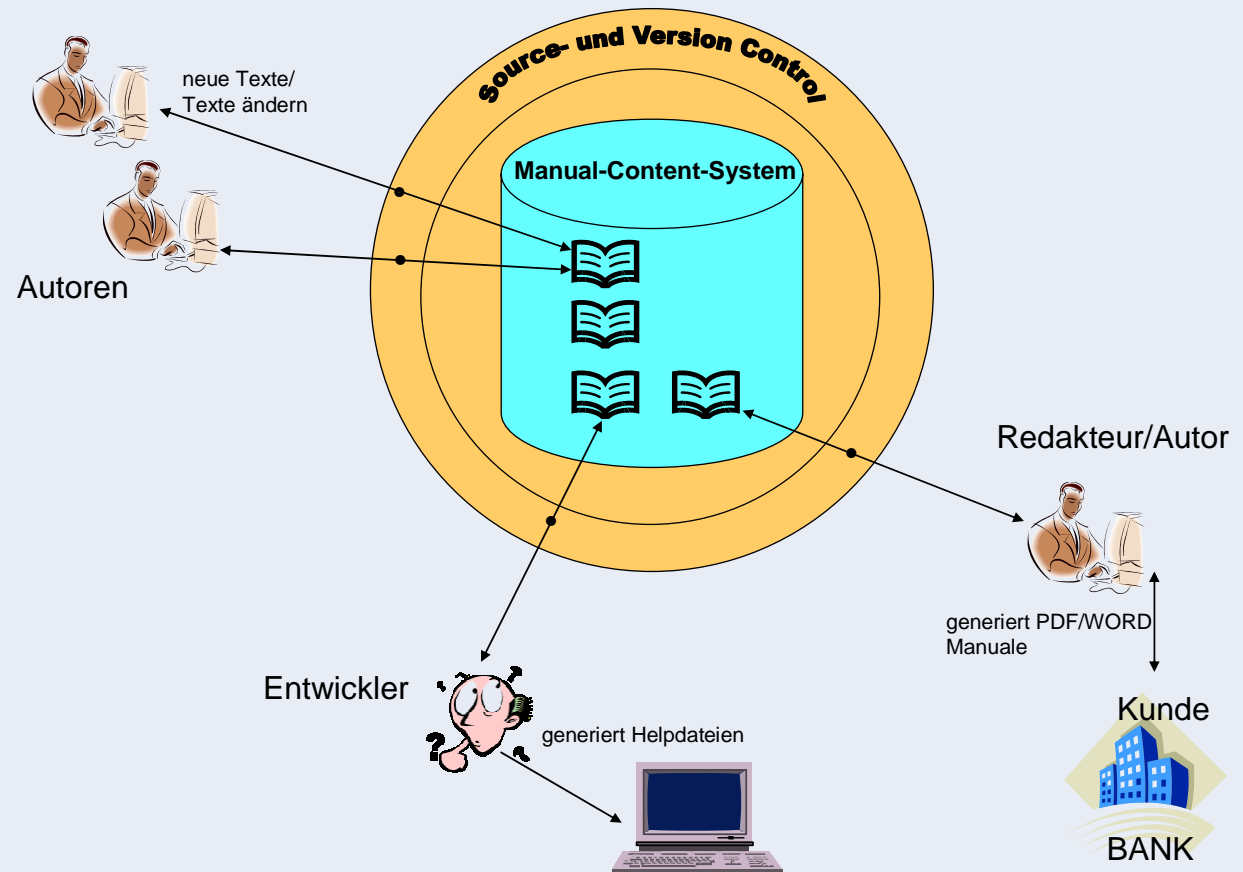 Source- und Version Control
neue Texte/
Texte ändern
Manual-Content-System
Autoren
Redakteur/Autor
generiert PDF/WORD
Manuale
Entwickler
generiert Helpdateien
Kunde
BANK